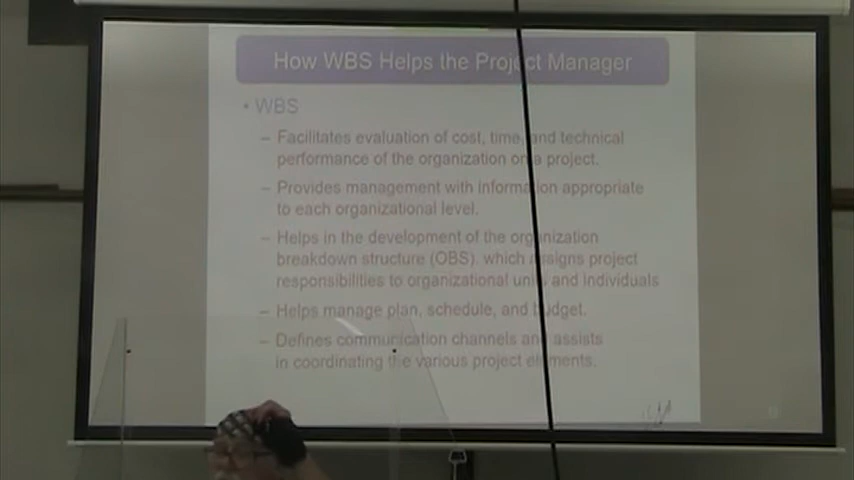 How WBS Helps the Project Manager
• WBS
– Facilitates evaluation of cost, time, and technical
performance of the organization on a project.
– Provides management with information appropriate
to each organizational level.
– Helps in the development of the organization
breakdown structure (OBS). which assigns project
responsibilities to organizational units and individuals
– Helps manage plan, schedule, and budget.
– Defines communication channels and assists
in coordinating the various project elements.